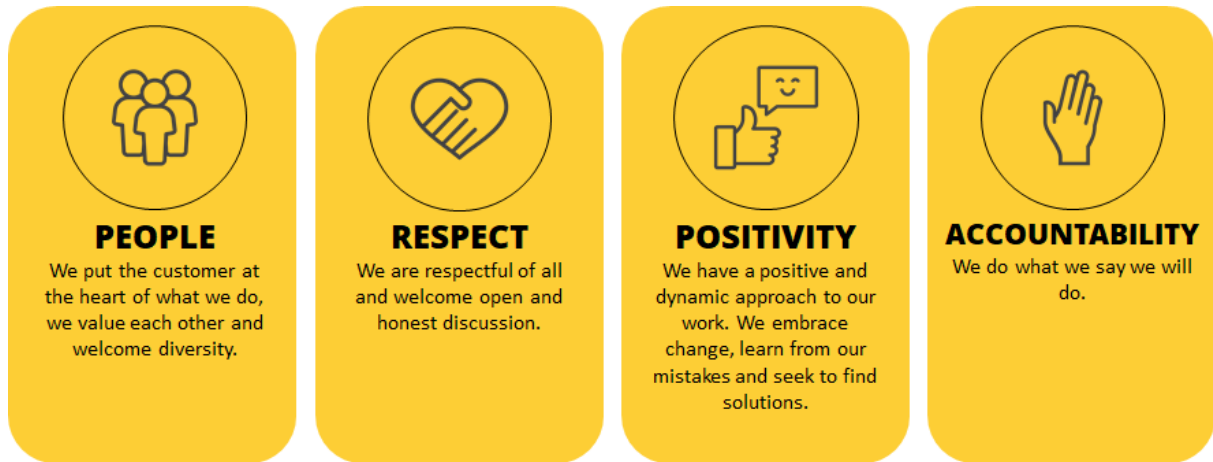 PEOPLE
We put the customer at
the heart of what we do,
we value each other and
welcome diversity.
RESPECT
We are respectful of all
and welcome open and
honest discussion.
POSITIVITY
We have a positive and
dynamic approach to our
work. We embrace
change, learn from our
mistakes and seek to find
solutions.
ACCOUNTABILITY
We do what we say we will
do.